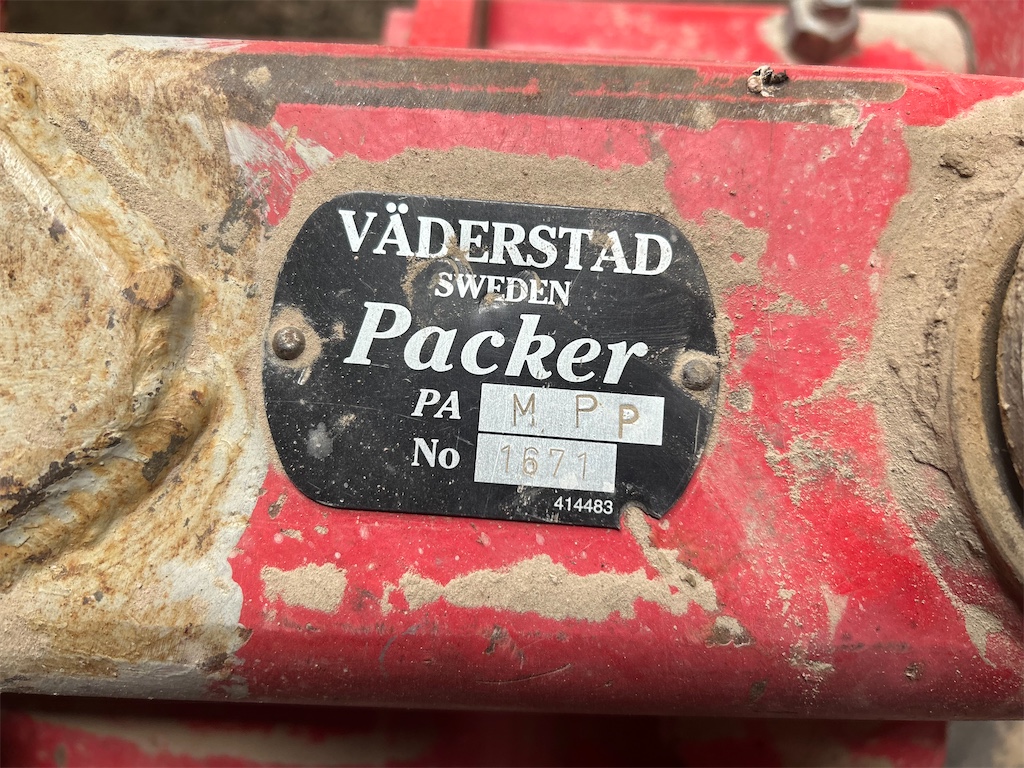 VÄDERSTAD
SWEDEN
Packer
PA M P P
No 1671
414483